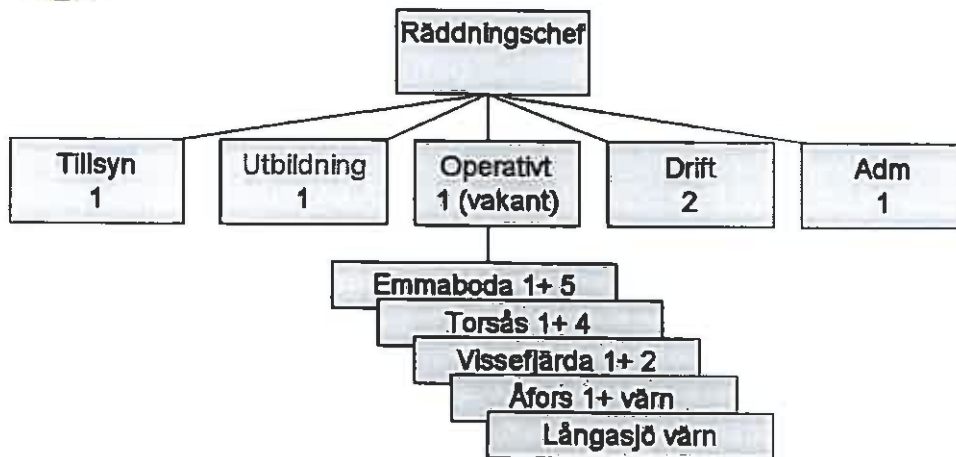 Räddningschef
Tillsyn
1
Utbildning
1
Operativt
1 (vakant)
Drift
2
Adm
1
Emmaboda 1+ 5
Torsås 1+ 4
Vissefjärda 1+ 2
Åfors 1+ värn
Långasjö värn